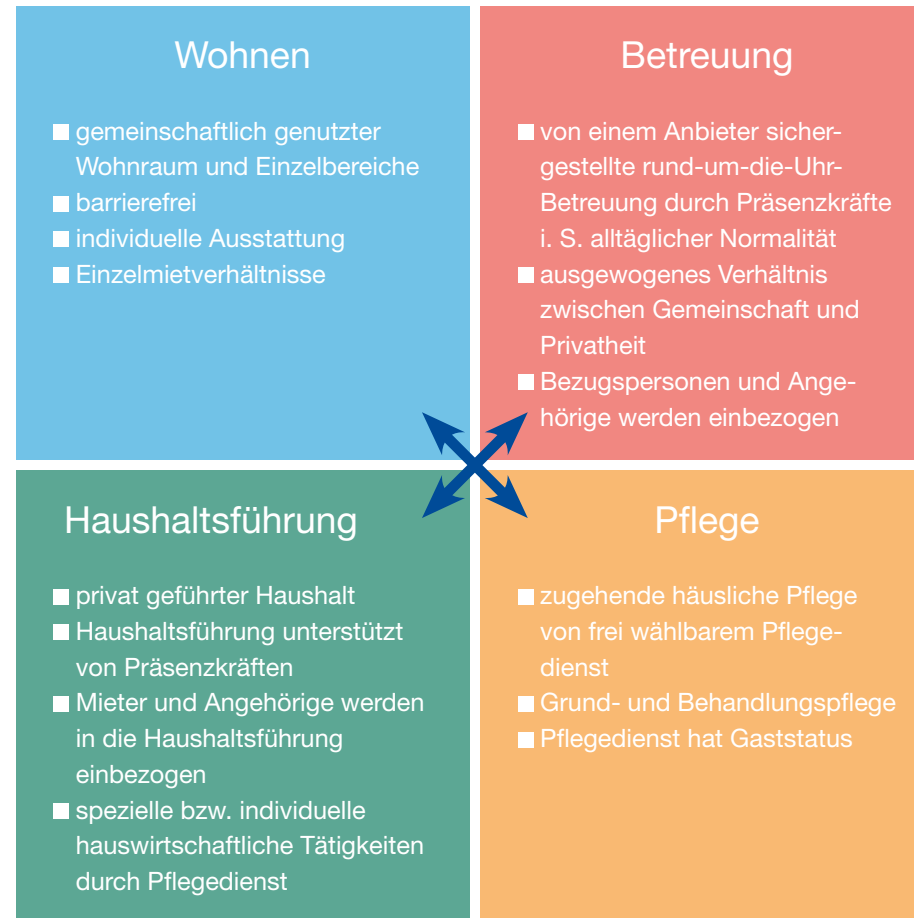 Wohnen
■ gemeinschaftlich genutzter
Wohnraum und Einzelbereiche
■ barrierefrei
■ individuelle Ausstattung
■ Einzelmietverhältnisse
Betreuung
■ von einem Anbieter sicher-
gestellte rund-um-die-Uhr-
Betreuung durch Präsenzkräfte
i. S. alltäglicher Normalität
■ ausgewogenes Verhältnis
zwischen Gemeinschaft und
Privatheit
■ Bezugspersonen und Ange-
hörige werden einbezogen
Haushaltsführung
■ privat geführter Haushalt
■ Haushaltsführung unterstützt
von Präsenzkräften
■ Mieter und Angehörige werden
in die Haushaltsführung
einbezogen
■ spezielle bzw. individuelle
hauswirtschaftliche Tätigkeiten
durch Pflegedienst
Pflege
■ zugehende häusliche Pflege
von frei wählbarem Pflege-
dienst
■ Grund- und Behandlungspflege
■ Pflegedienst hat Gaststatus